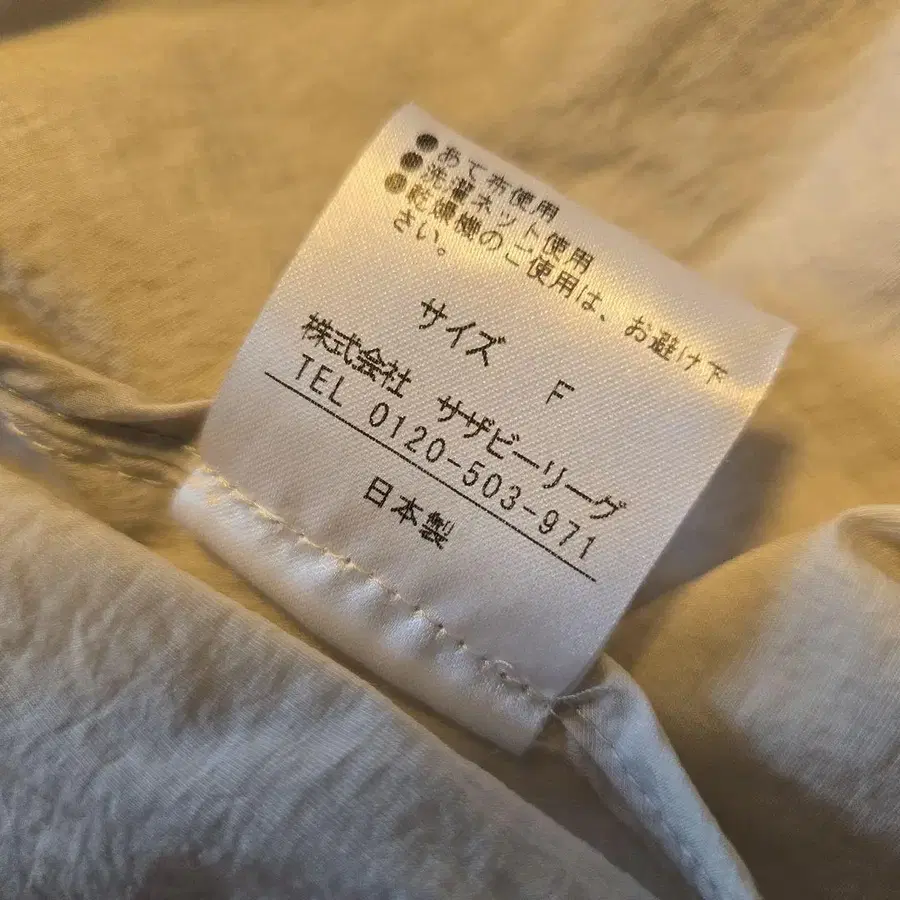 ●あて布使用
●洗濯ネット使用
●乾燥機のご使用は、お避け下
さい。
サイズ F
株式会社 サザビーリーグ
TEL 0120-503-971
日本製